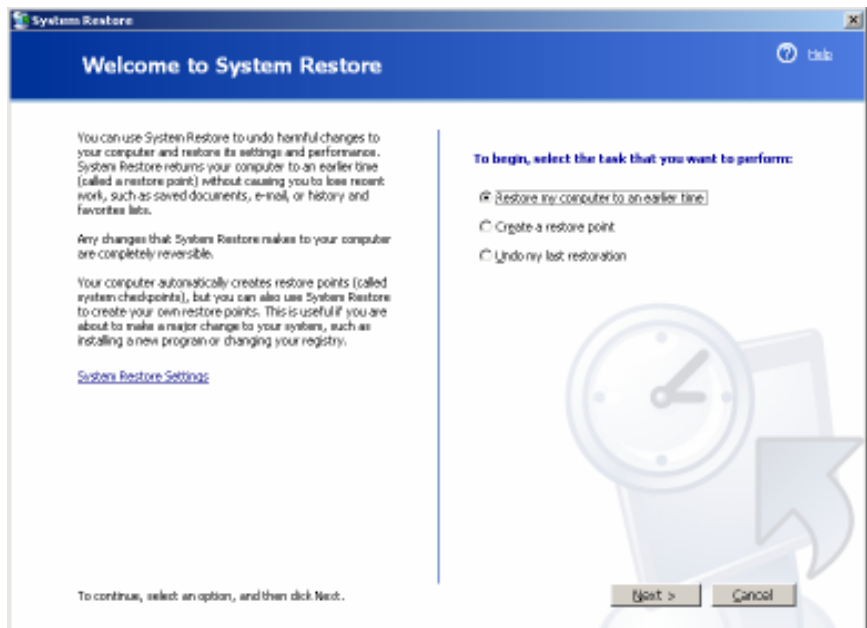 System Restore
Welcome to System Restore
Help
You can use System Restore to undo harmful changes to
your computer and restore its settings and performance.
System Restore returns your computer to an earlier time
(called a restore point) without causing you to lose recent
work, such as saved documents, e-mail, or history and
favorites lists.
Any changes that System Restore makes to your computer
are completely reversible.
Your computer automatically creates restore points (called
system checkpoints), but you can also use System Restore
to create your own restore points. This is useful if you are
about to make a major change to your system, such as
installing a new program or changing your registry.
System Restore Settings
To begin, select the task that you want to perform:
Restore my computer to an earlier time
Create a restore point
Undo my last restoration
To continue, select an option, and then click Next.
Next >
Cancel